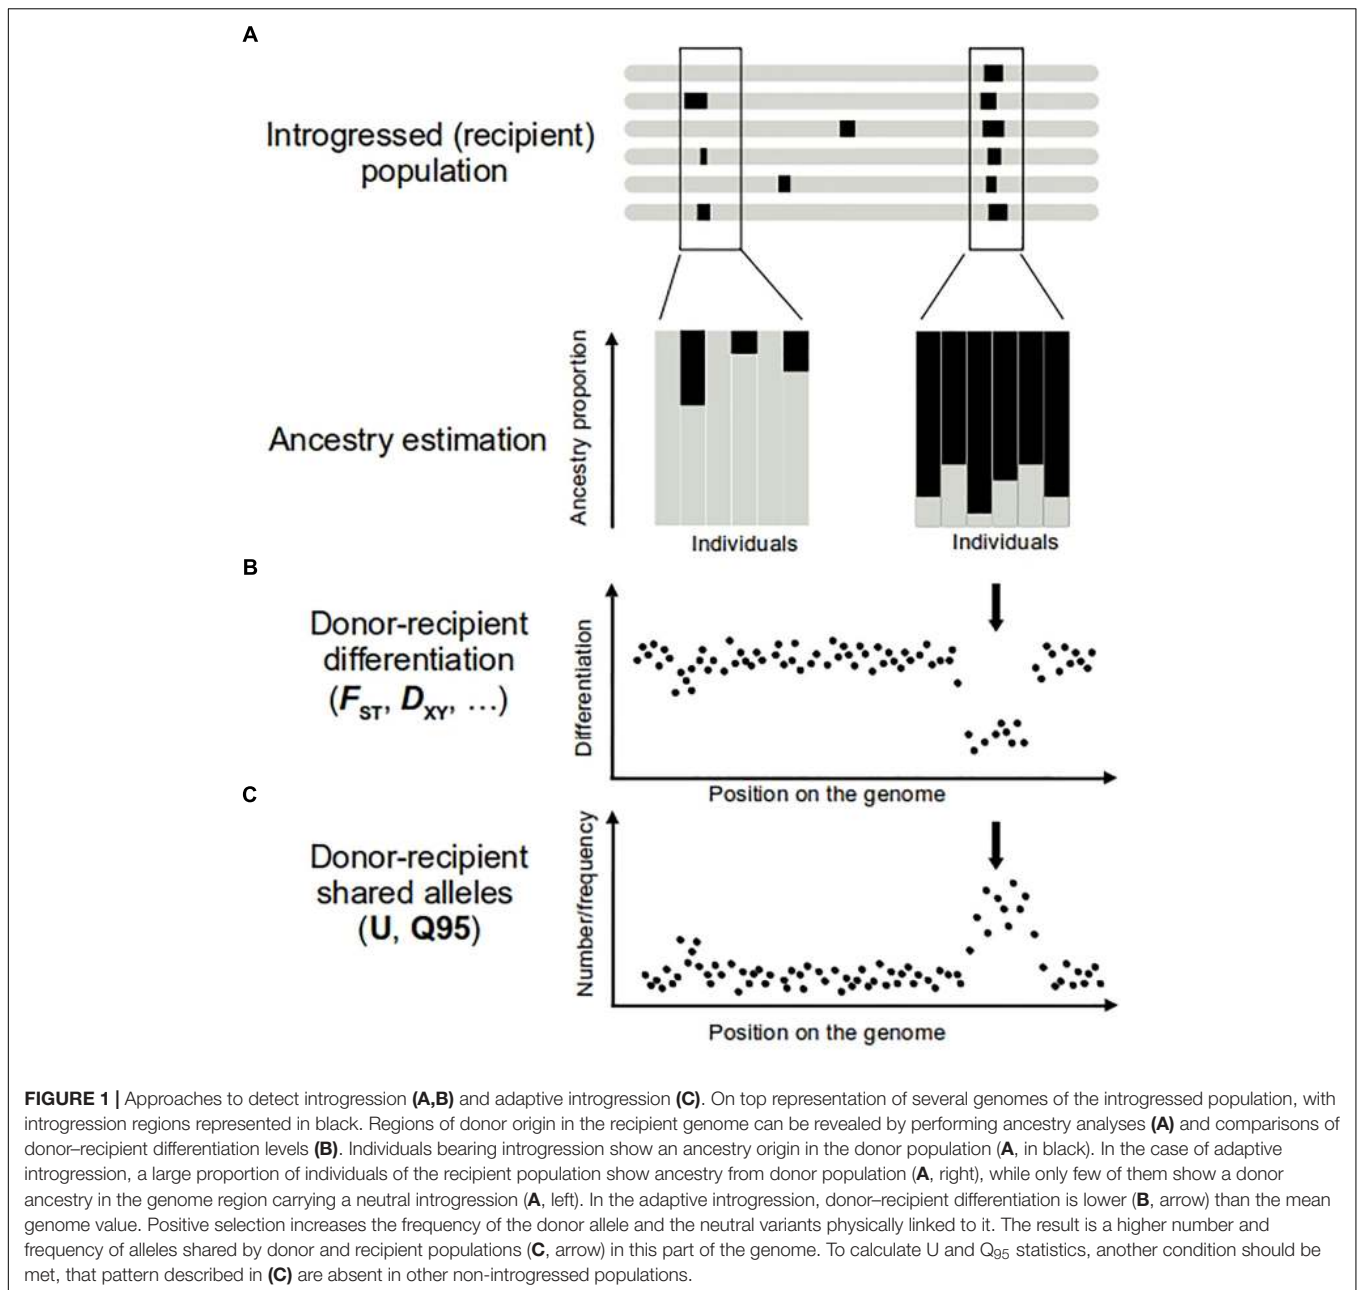 A
Introgressed (recipient)
population
Ancestry estimation
Ancestry proportion
Individuals
Individuals
B
Donor-recipient
differentiation
(FST, DXY, …)
Differentiation
Position on the genome
C
Donor-recipient
shared alleles
(U, Q95)
Number/frequency
Position on the genome
FIGURE 1 | Approaches to detect introgression (A,B) and adaptive introgression (C). On top representation of several genomes of the introgressed population, with
introgression regions represented in black. Regions of donor origin in the recipient genome can be revealed by performing ancestry analyses (A) and comparisons of
donor–recipient differentiation levels (B). Individuals bearing introgression show an ancestry origin in the donor population (A, in black). In the case of adaptive
introgression, a large proportion of individuals of the recipient population show ancestry from donor population (A, right), while only few of them show a donor
ancestry in the genome region carrying a neutral introgression (A, left). In the adaptive introgression, donor–recipient differentiation is lower (B, arrow) than the mean
genome value. Positive selection increases the frequency of the donor allele and the neutral variants physically linked to it. The result is a higher number and
frequency of alleles shared by donor and recipient populations (C, arrow) in this part of the genome. To calculate U and Q95 statistics, another condition should be
met, that pattern described in (C) are absent in other non-introgressed populations.